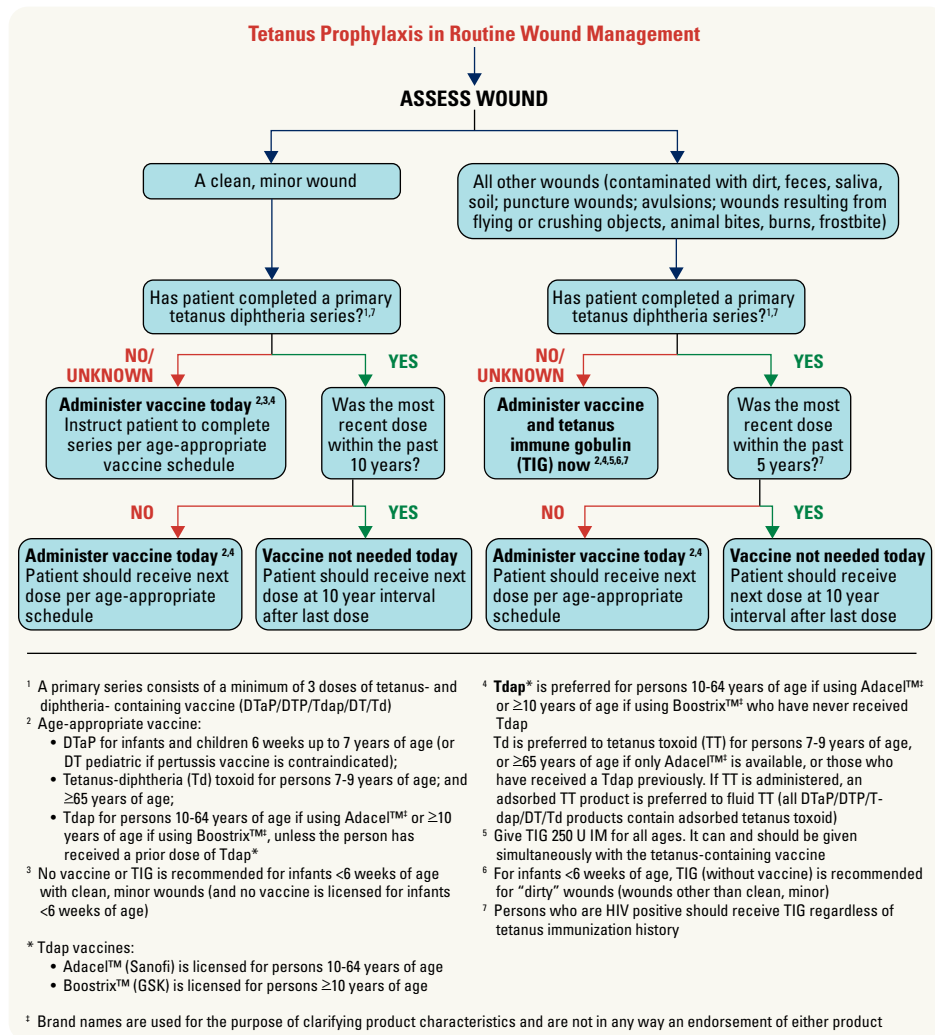 Tetanus Prophylaxis in Routine Wound Management
ASSESS WOUND
A clean, minor wound
All other wounds (contaminated with dirt, feces, saliva,
soil; puncture wounds; avulsions; wounds resulting from
flying or crushing objects, animal bites, burns, frostbite)
Has patient completed a primary
tetanus diphtheria series?1,7
Has patient completed a primary
tetanus diphtheria series?1,7
NO/
UNKNOWN
YES
NO/
UNKNOWN
YES
Administer vaccine today 2,3,4
Instruct patient to complete
series per age-appropriate
vaccine schedule
Was the most
recent dose
within the past
10 years?
Administer vaccine
and tetanus
immune gobulin
(TIG) now 2,4,5,6,7
Was the most
recent dose
within the past
5 years?7
NO
YES
NO
YES
Administer vaccine today 2,4
Patient should receive next
dose per age-appropriate
schedule
Vaccine not needed today
Patient should receive next
dose at 10 year interval
after last dose
Administer vaccine today 2,4
Patient should receive next
dose per age-appropriate
schedule
Vaccine not needed today
Patient should receive
next dose at 10 year
interval after last dose
1 A primary series consists of a minimum of 3 doses of tetanus- and
diphtheria- containing vaccine (DTaP/DTP/Tdap/DT/Td)
2 Age-appropriate vaccine:
• DTaP for infants and children 6 weeks up to 7 years of age (or
DT pediatric if pertussis vaccine is contraindicated);
• Tetanus-diphtheria (Td) toxoid for persons 7-9 years of age; and
≥65 years of age;
• Tdap for persons 10-64 years of age if using Adacel™‡ or ≥10
years of age if using Boostrix™‡, unless the person has
received a prior dose of Tdap*
3 No vaccine or TIG is recommended for infants <6 weeks of age
with clean, minor wounds (and no vaccine is licensed for infants
<6 weeks of age)
* Tdap vaccines:
• Adacel™ (Sanofi) is licensed for persons 10-64 years of age
• Boostrix™ (GSK) is licensed for persons ≥10 years of age
4 Tdap* is preferred for persons 10-64 years of age if using Adacel™‡
or ≥10 years of age if using Boostrix™‡ who have never received
Tdap
Td is preferred to tetanus toxoid (TT) for persons 7-9 years of age,
or ≥65 years of age if only Adacel™‡ is available, or those who
have received a Tdap previously. If TT is administered, an
adsorbed TT product is preferred to fluid TT (all DTaP/DTP/T-
dap/DT/Td products contain adsorbed tetanus toxoid)
5 Give TIG 250 U IM for all ages. It can and should be given
simultaneously with the tetanus-containing vaccine
6 For infants <6 weeks of age, TIG (without vaccine) is recommended
for “dirty” wounds (wounds other than clean, minor)
7 Persons who are HIV positive should receive TIG regardless of
tetanus immunization history
‡ Brand names are used for the purpose of clarifying product characteristics and are not in any way an endorsement of either product